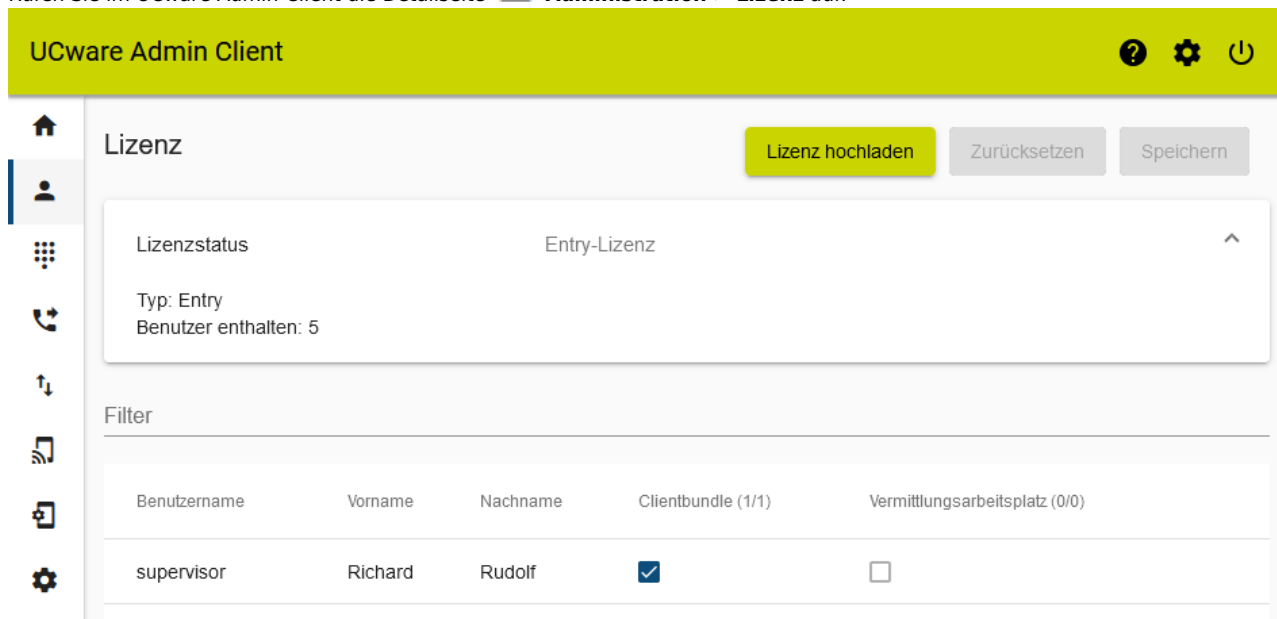 UCware Admin Client
Lizenz
Lizenz hochladen
Zurücksetzen
Speichern
Lizenzstatus
Entry-Lizenz
Typ: Entry
Benutzer enthalten: 5
Filter
Benutzername Vorname Nachname Clientbundle (1/1) Vermittlungsarbeitsplatz (0/0)
supervisor Richard Rudolf